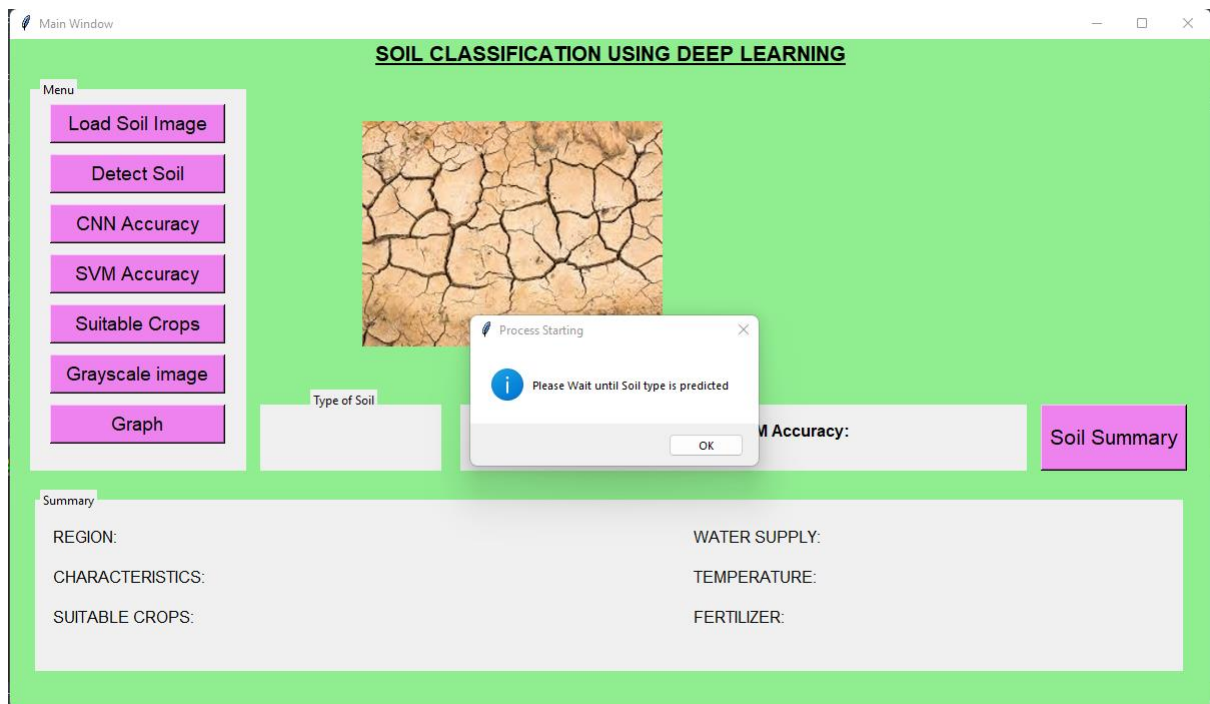 Main Window
SOIL CLASSIFICATION USING DEEP LEARNING
Menu
Load Soil Image
Detect Soil
CNN Accuracy
SVM Accuracy
Suitable Crops
Grayscale image
Graph
Process Starting
Please Wait until Soil type is predicted
OK
Type of Soil
Accuracy:
Soil Summary
Summary
REGION:
WATER SUPPLY:
CHARACTERISTICS:
TEMPERATURE:
SUITABLE CROPS:
FERTILIZER: